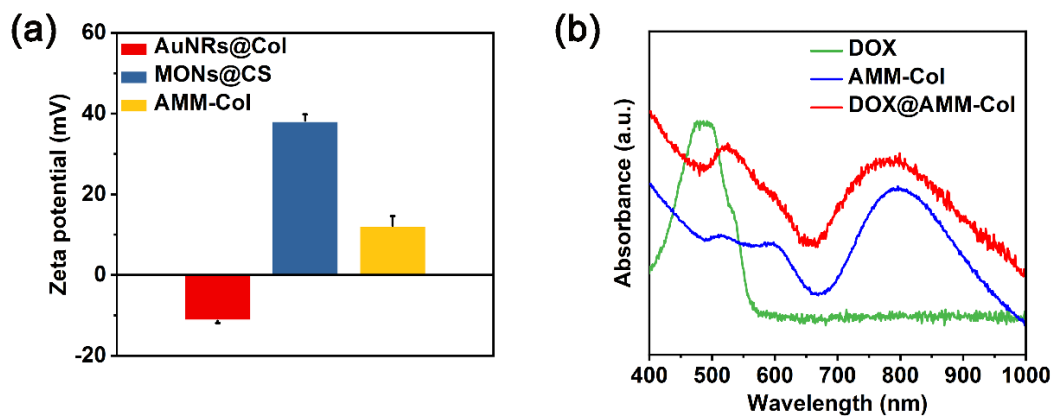 (a)
AuNRs@Col
MONs@CS
AMM-Col
Zeta potential (mV)
60
40
20
0
-20
(b)
DOX
AMM-Col
DOX@AMM-Col
Absorbance (a.u.)
400 500 600 700 800 900 1000
Wavelength (nm)